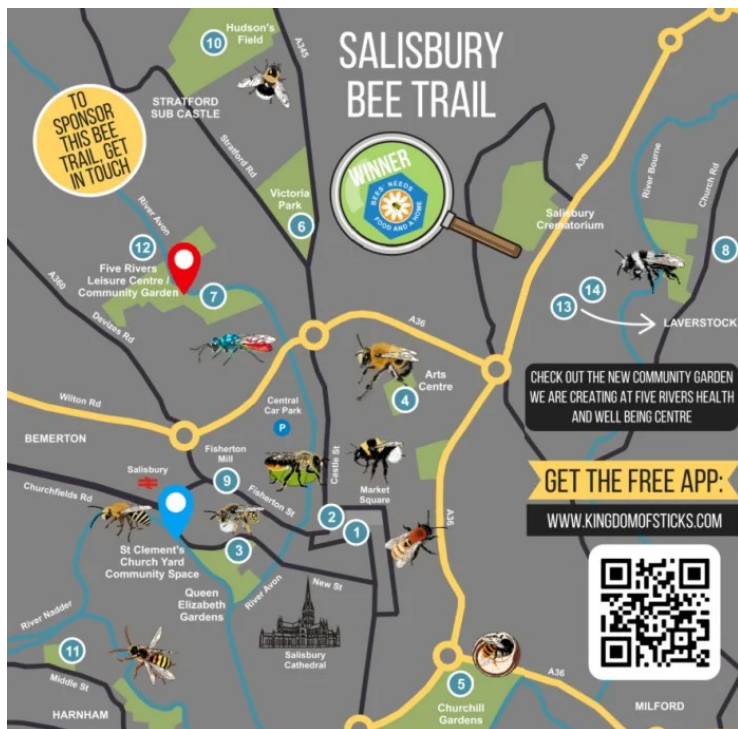 Hudson's
Field
10
A345
SALISBURY
BEE TRAIL
TO
SPONSOR
THIS BEE
TRAIL, GET
IN TOUCH
STRATFORD
SUB CASTLE
Stratford Rd
WINNER
BEES' NEEDS
FOOD AND A HOME
A30
River Bourne
Church Rd
Victoria
Park
6
River Avon
Salisbury
Crematorium
8
12
Five Rivers
Leisure Centre /
Community Garden
7
14
13
LAVERSTOCK
A360
Devizes Rd
A36
Arts
Centre
4
CHECK OUT THE NEW COMMUNITY GARDEN
WE ARE CREATING AT FIVE RIVERS HEALTH
AND WELL BEING CENTRE
Wilton Rd
Central
Car Park
P
BEMERTON
Castle St
Fisherton
Mill
Salisbury
9
Market
Square
GET THE FREE APP:
Churchfields Rd
Fisherton St
A36
WWW.KINGDOMOFSTICKS.COM
2
1
St Clement's
Church Yard
Community Space
3
New St
Queen
Elizabeth
Gardens
River Avon
River Nadder
Salisbury
Cathedral
11
Middle St
A36
5
Churchill
Gardens
HARNHAM
MILFORD